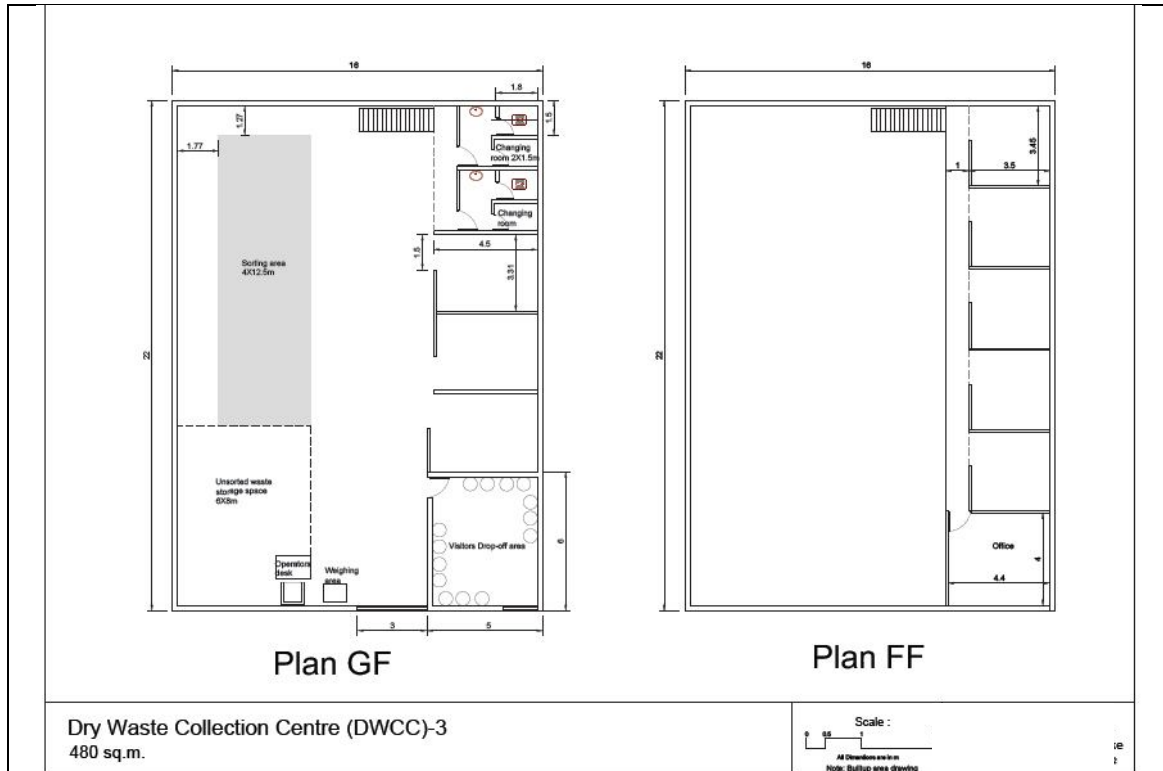 16
1.8
1.27
1.5
1.77
Changing
room 2X1.5m
Changing
room
4.5
1.5
3.31
Sorting area
4X12.5m
22
Unsorted waste
storage space
6X8m
Visitors Drop-off area
6
Operators
desk
Weighing
area
3
5
Plan GF
16
3.45
1
3.5
22
Office
4
4.4
Plan FF
Dry Waste Collection Centre (DWCC)-3
480 sq.m.
Scale :
0 0.5 1
All Dimentions are in m
Note: Builtup area drawing